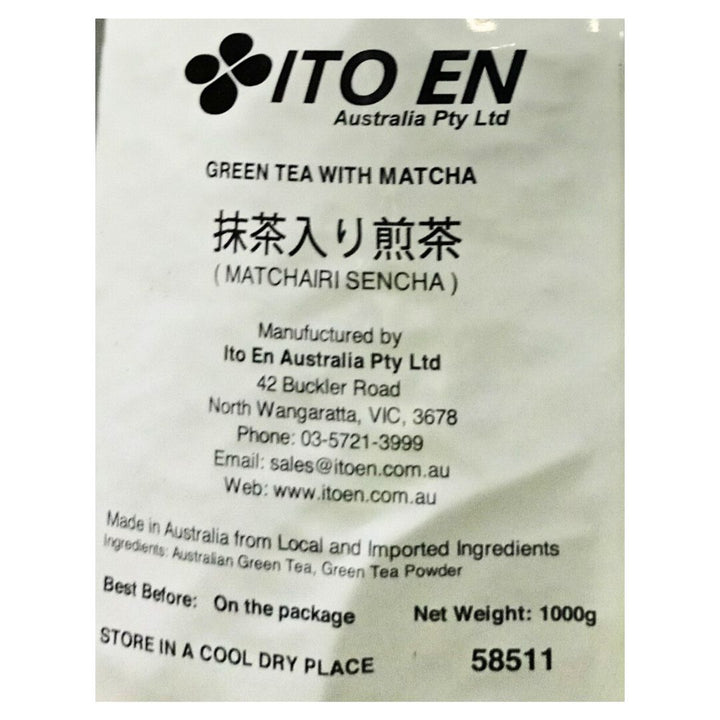 ITO EN
Australia Pty Ltd
GREEN TEA WITH MATCHA
抹茶入り煎茶
( MATCHAIRI SENCHA )
Manufuctured by
Ito En Australia Pty Ltd
42 Buckler Road
North Wangaratta, VIC, 3678
Phone: 03-5721-3999
Email: sales@itoen.com.au
Web: www.itoen.com.au
Made in Australia from Local and Imported Ingredients
Ingredients: Australian Green Tea, Green Tea Powder
Best Before: On the package Net Weight: 1000g
STORE IN A COOL DRY PLACE 58511